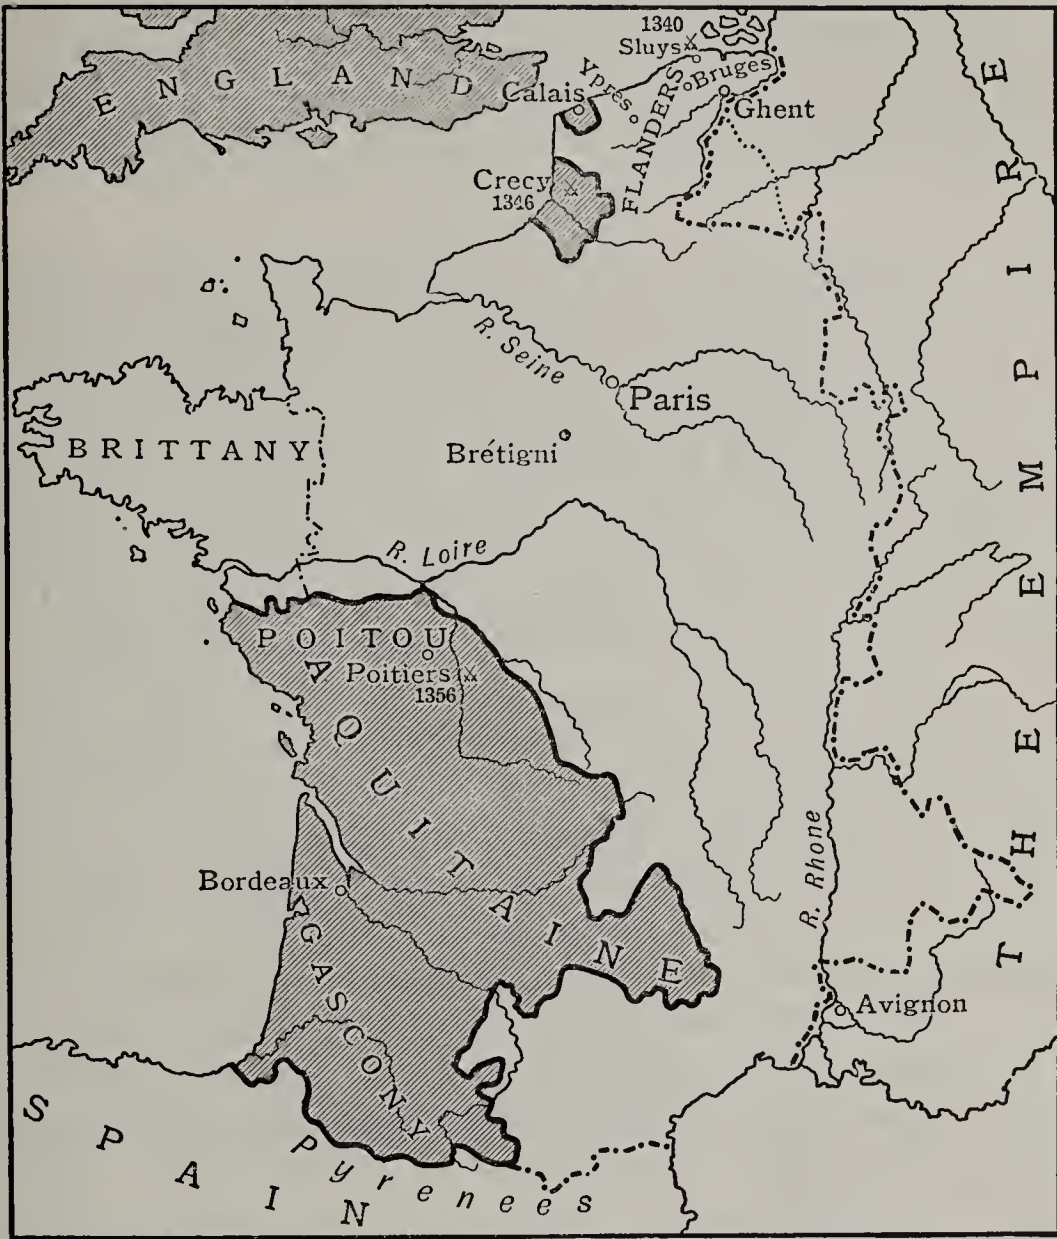 ENGLAND
1340
Sluys
Bruges
Ypres
Calais
Ghent
FLANDERS
Crecy
1346
R. Seine
Paris
BRITTANY
Brétigni
R. Loire
POITOU
Poitiers
1356
AQUITAINE
Bordeaux
GASCONY
R. Rhone
Avignon
THE EMPIRE
SPAIN
Pyrenees